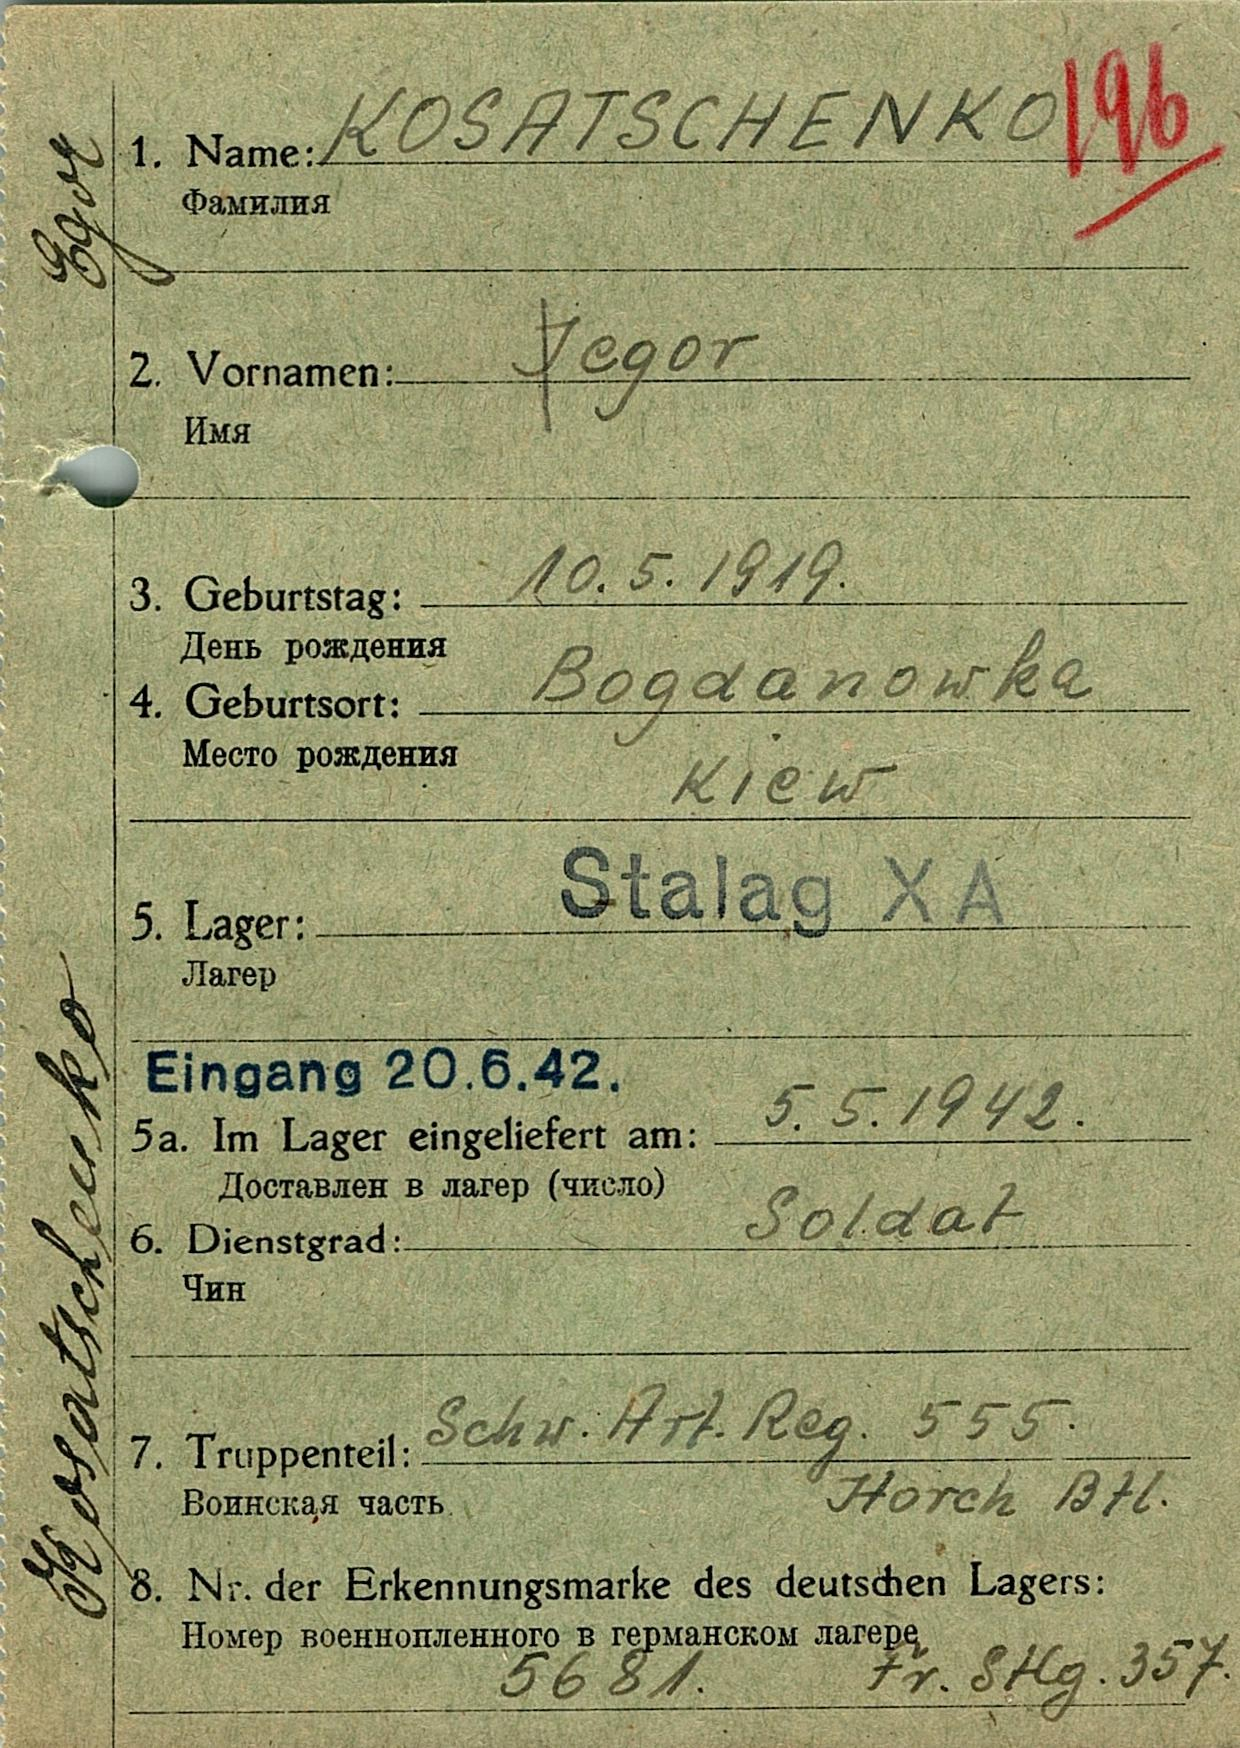 1. Name: KOSATSCHENKO 196
Фамилия
Egor
2. Vornamen: Jegor
Имя
3. Geburtstag: 10.5.1919.
День рождения
4. Geburtsort: Bogdanowka
Место рождения
Kiew
5. Lager: Stalag XA
Лагер
Eingang 20.6.42.
5a. Im Lager eingeliefert am: 5.5.1942.
Доставлен в лагер (число)
6. Dienstgrad: Soldat
Чин
Kosatschenko
7. Truppenteil: Schw. Art. Reg. 555.
Воинская часть Horch Btl.
8. Nr. der Erkennungsmarke des deutschen Lagers:
Номер военнопленного в германском лагере
5681. Fr. Stlg. 357.